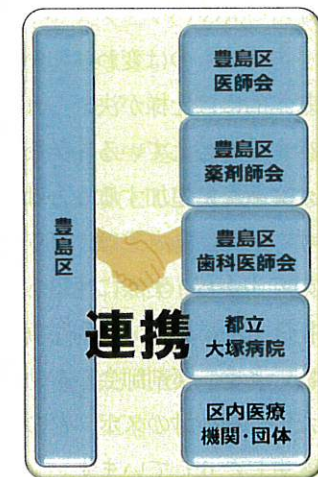 豊島区
豊島区
医師会
豊島区
薬剤師会
豊島区
歯科医師会
連携
都立
大塚病院
区内医療
機関・団体